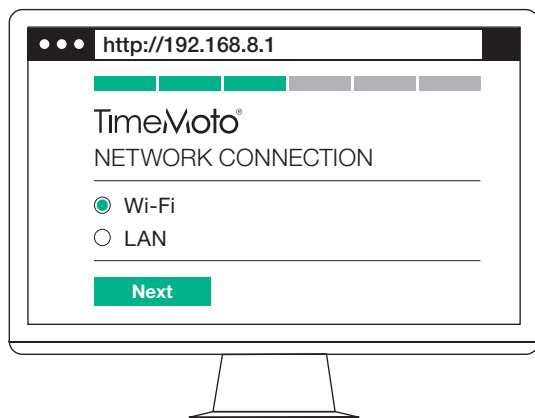 http://192.168.8.1
TimeMoto®
NETWORK CONNECTION
Wi-Fi
LAN
Next